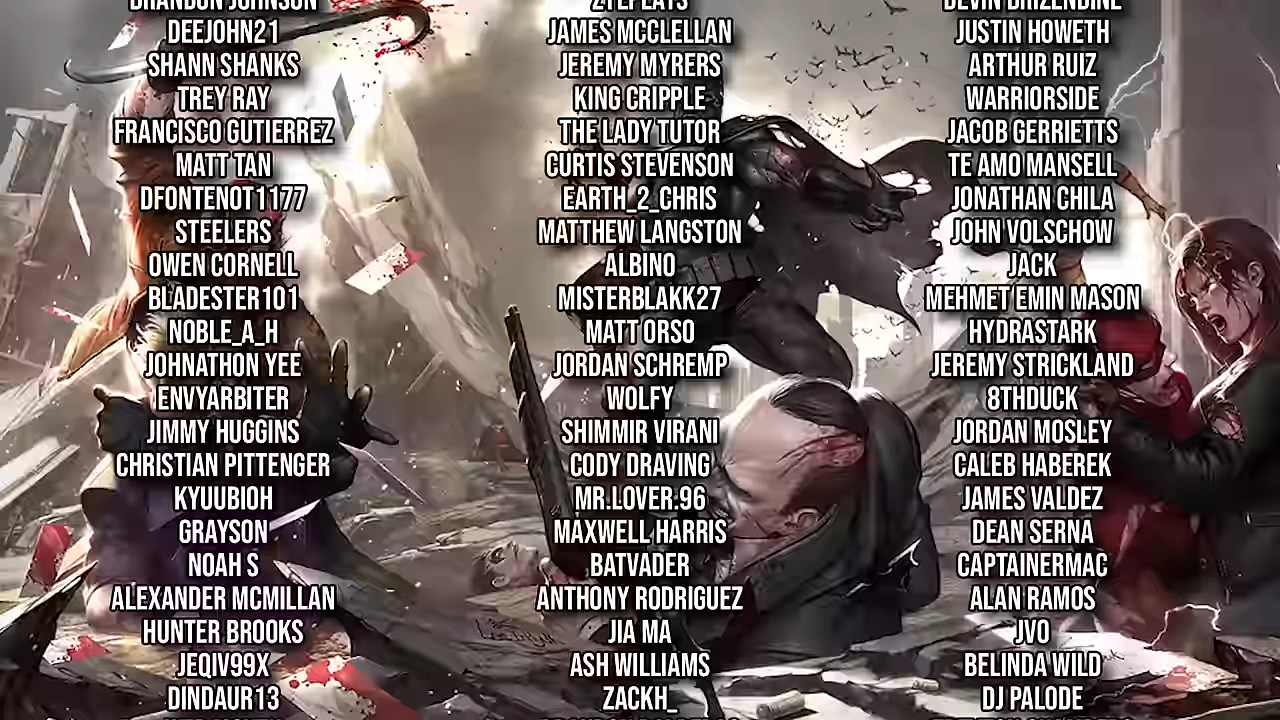 BRANDON JOHNSON
DEEJOHN21
SHANN SHANKS
TREY RAY
FRANCISCO GUTIERREZ
MATT TAN
DFONTENOT1177
STEELERS
OWEN CORNELL
BLADESTER101
NOBLE_A_H
JOHNATHON YEE
ENVYARBITER
JIMMY HUGGINS
CHRISTIAN PITTENGER
KYUUBIOH
GRAYSON
NOAH S
ALEXANDER MCMILLAN
HUNTER BROOKS
JEQIV99X
DINDAUR13
JAMES MCCLELLAN
JEREMY MYRERS
KING CRIPPLE
THE LADY TUTOR
CURTIS STEVENSON
EARTH_2_CHRIS
MATTHEW LANGSTON
ALBINO
MISTERBLAKK27
MATT ORSO
JORDAN SCHREMP
WOLFY
SHIMMIR VIRANI
CODY DRAVING
MR.LOVER.96
MAXWELL HARRIS
BATVADER
ANTHONY RODRIGUEZ
JIA MA
ASH WILLIAMS
ZACKH_
DEVIN BRIZENDINE
JUSTIN HOWETH
ARTHUR RUIZ
WARRIORSIDE
JACOB GERRIETTS
TE AMO MANSELL
JONATHAN CHILA
JOHN VOLSCHOW
JACK
MEHMET EMIN MASON
HYDRASTARK
JEREMY STRICKLAND
8THDUCK
JORDAN MOSLEY
CALEB HABEREK
JAMES VALDEZ
DEAN SERNA
CAPTAINERMAC
ALAN RAMOS
JVO
BELINDA WILD
DJ PALODE